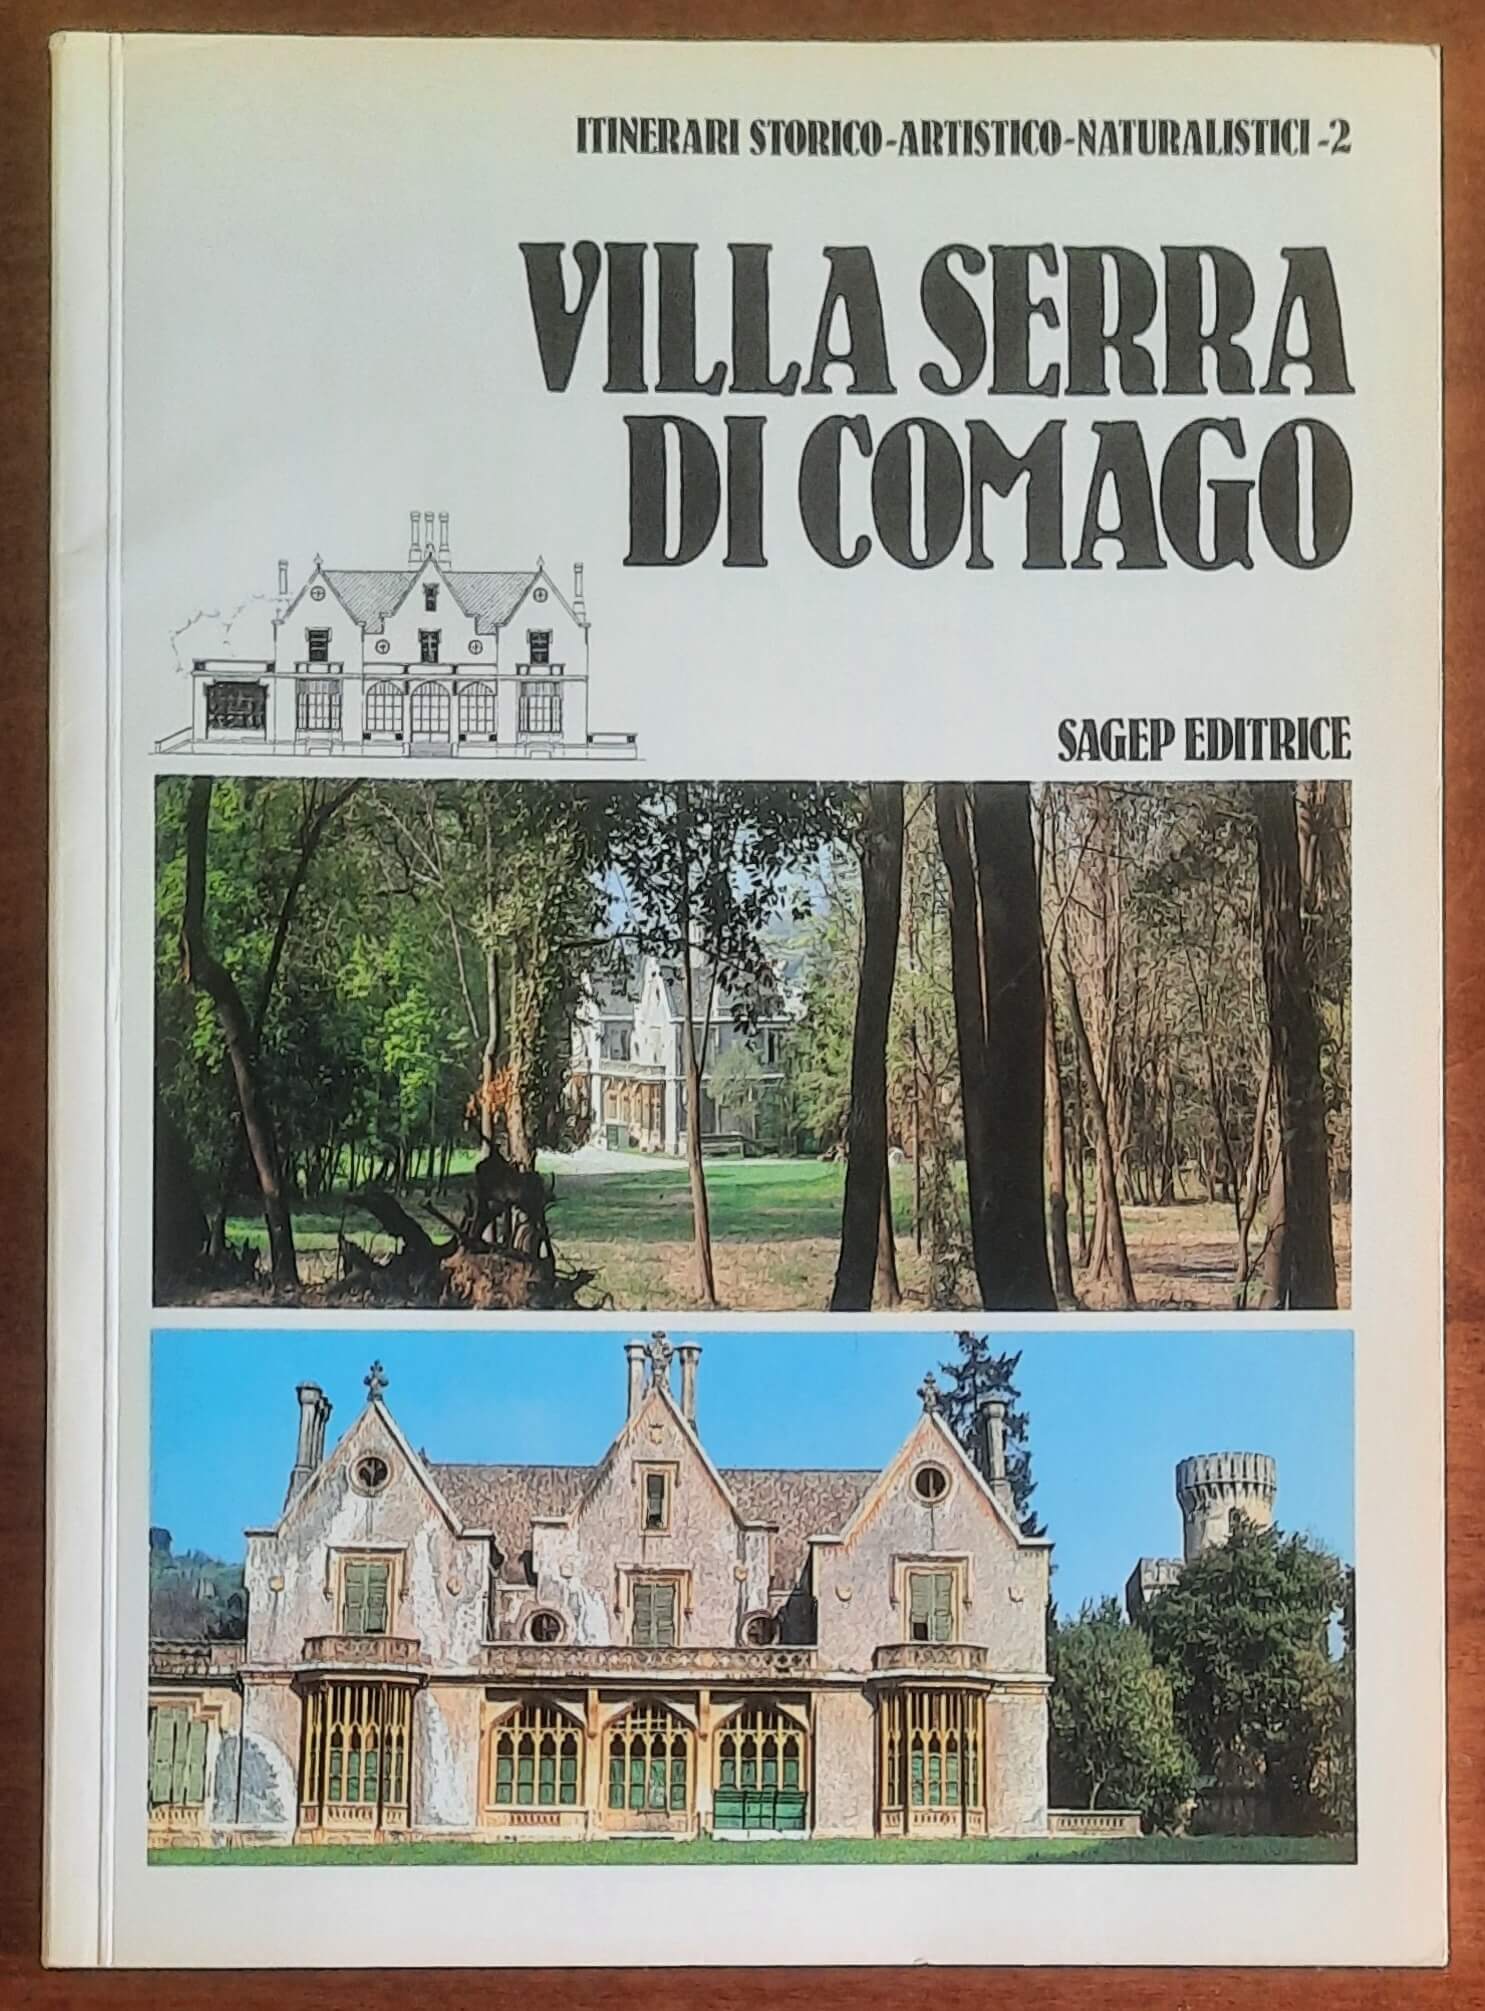 ITINERARI STORICO-ARTISTICO-NATURALISTICI-2
VILLA SERRA
DI COMAGO
SAGEP EDITRICE